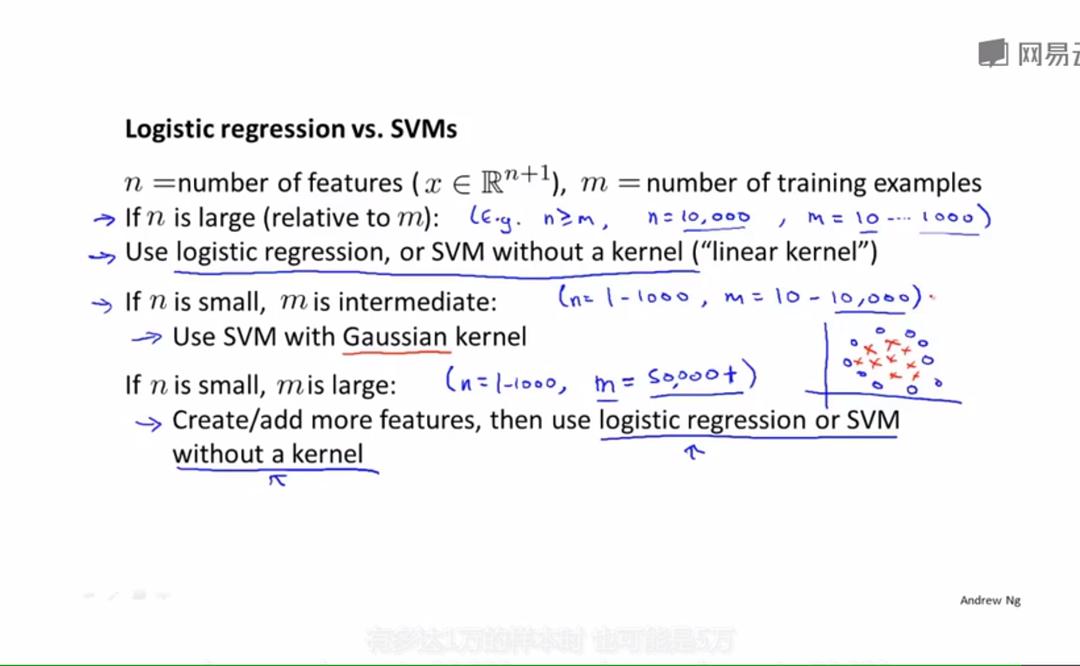 网易云
Logistic regression vs. SVMs
n =number of features (x ∈ ℝⁿ⁺¹), m = number of training examples
→ If n is large (relative to m): (E.g. n ≥ m, n = 10,000 , m = 10 ---- 1000)
→ Use logistic regression, or SVM without a kernel (“linear kernel”)
→ If n is small, m is intermediate: (n = 1 - 1000 , m = 10 - 10,000)
→ Use SVM with Gaussian kernel
If n is small, m is large: (n = 1-1000, m = 50,000+)
→ Create/add more features, then use logistic regression or SVM
without a kernel
Andrew Ng
有多达1万的样本时 也可能是5万